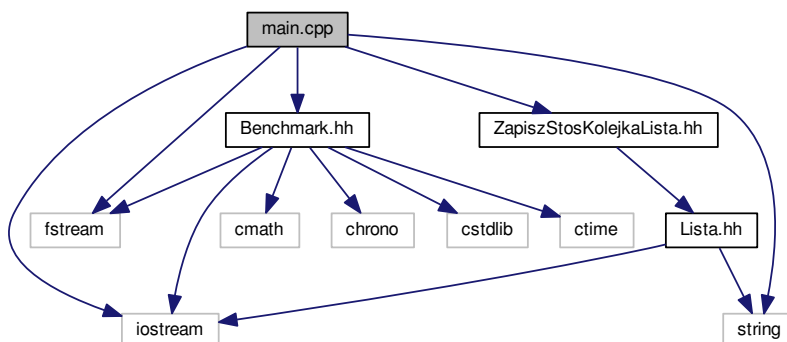 main.cpp
Benchmark.hh
ZapiszStosKolejkaLista.hh
fstream
cmath
chrono
cstdlib
ctime
Lista.hh
iostream
string